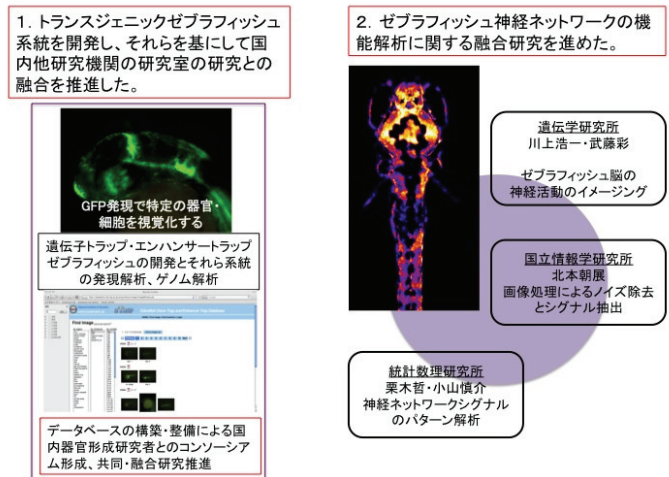 1．トランスジェニックゼブラフィッシュ
系統を開発し、それらを基にして国
内他研究機関の研究室の研究との
融合を推進した。
GFP発現で特定の器官・
細胞を視覚化する
遺伝子トラップ・エンハンサートラップ
ゼブラフィッシュの開発とそれら系統
の発現解析、ゲノム解析
Find Image
データベースの構築・整備による国
内器官形成研究者とのコンソーシア
ム形成、共同・融合研究推進
2．ゼブラフィッシュ神経ネットワークの機
能解析に関する融合研究を進めた。
遺伝学研究所
川上浩一・武藤彩
ゼブラフィッシュ脳の
神経活動のイメージング
国立情報学研究所
北本朝展
画像処理によるノイズ除去
とシグナル抽出
統計数理研究所
栗木哲・小山慎介
神経ネットワークシグナル
のパターン解析